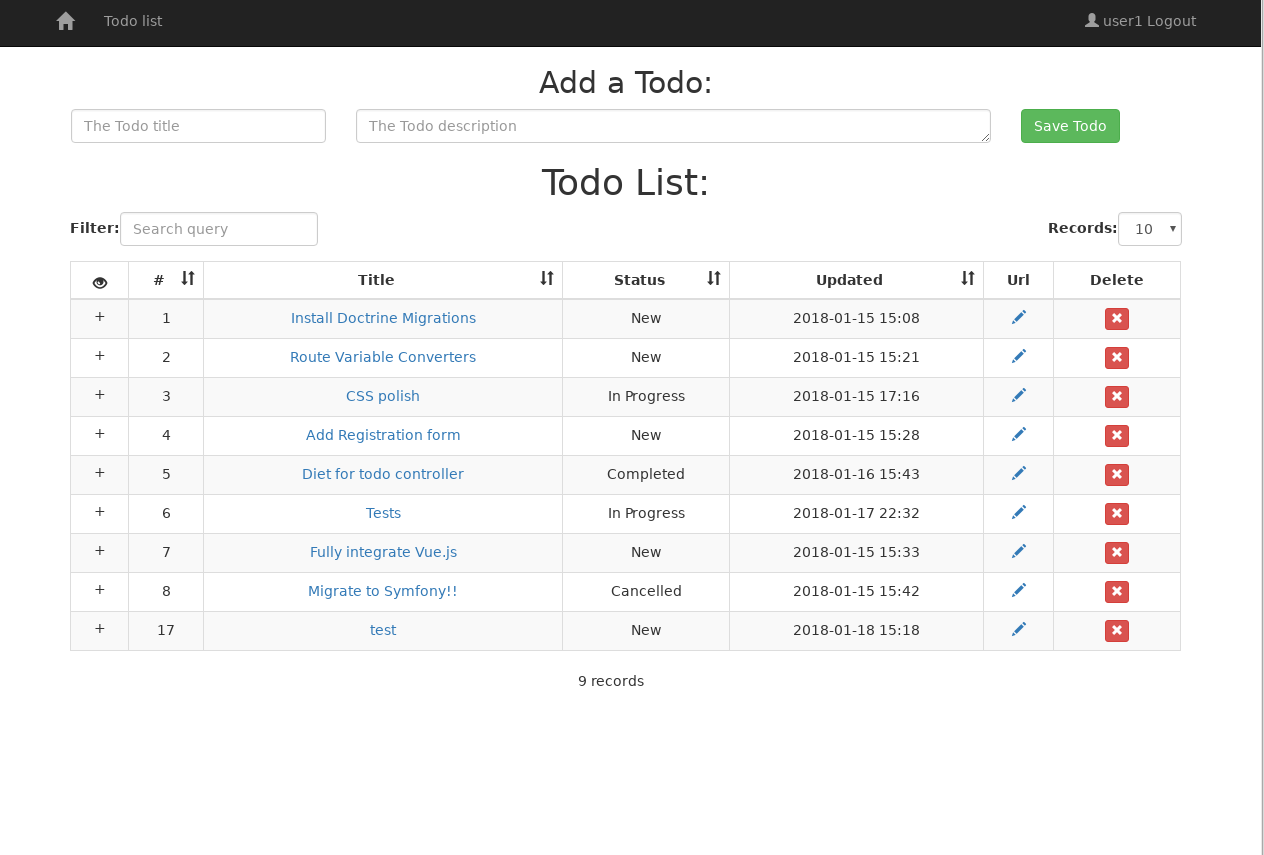 Todo list user1 Logout
Add a Todo:
The Todo title The Todo description Save Todo
Todo List:
Filter: Search query Records: 10
# Title Status Updated Url Delete
+ 1 Install Doctrine Migrations New 2018-01-15 15:08
+ 2 Route Variable Converters New 2018-01-15 15:21
+ 3 CSS polish In Progress 2018-01-15 17:16
+ 4 Add Registration form New 2018-01-15 15:28
+ 5 Diet for todo controller Completed 2018-01-16 15:43
+ 6 Tests In Progress 2018-01-17 22:32
+ 7 Fully integrate Vue.js New 2018-01-15 15:33
+ 8 Migrate to Symfony!! Cancelled 2018-01-15 15:42
+ 17 test New 2018-01-18 15:18
9 records